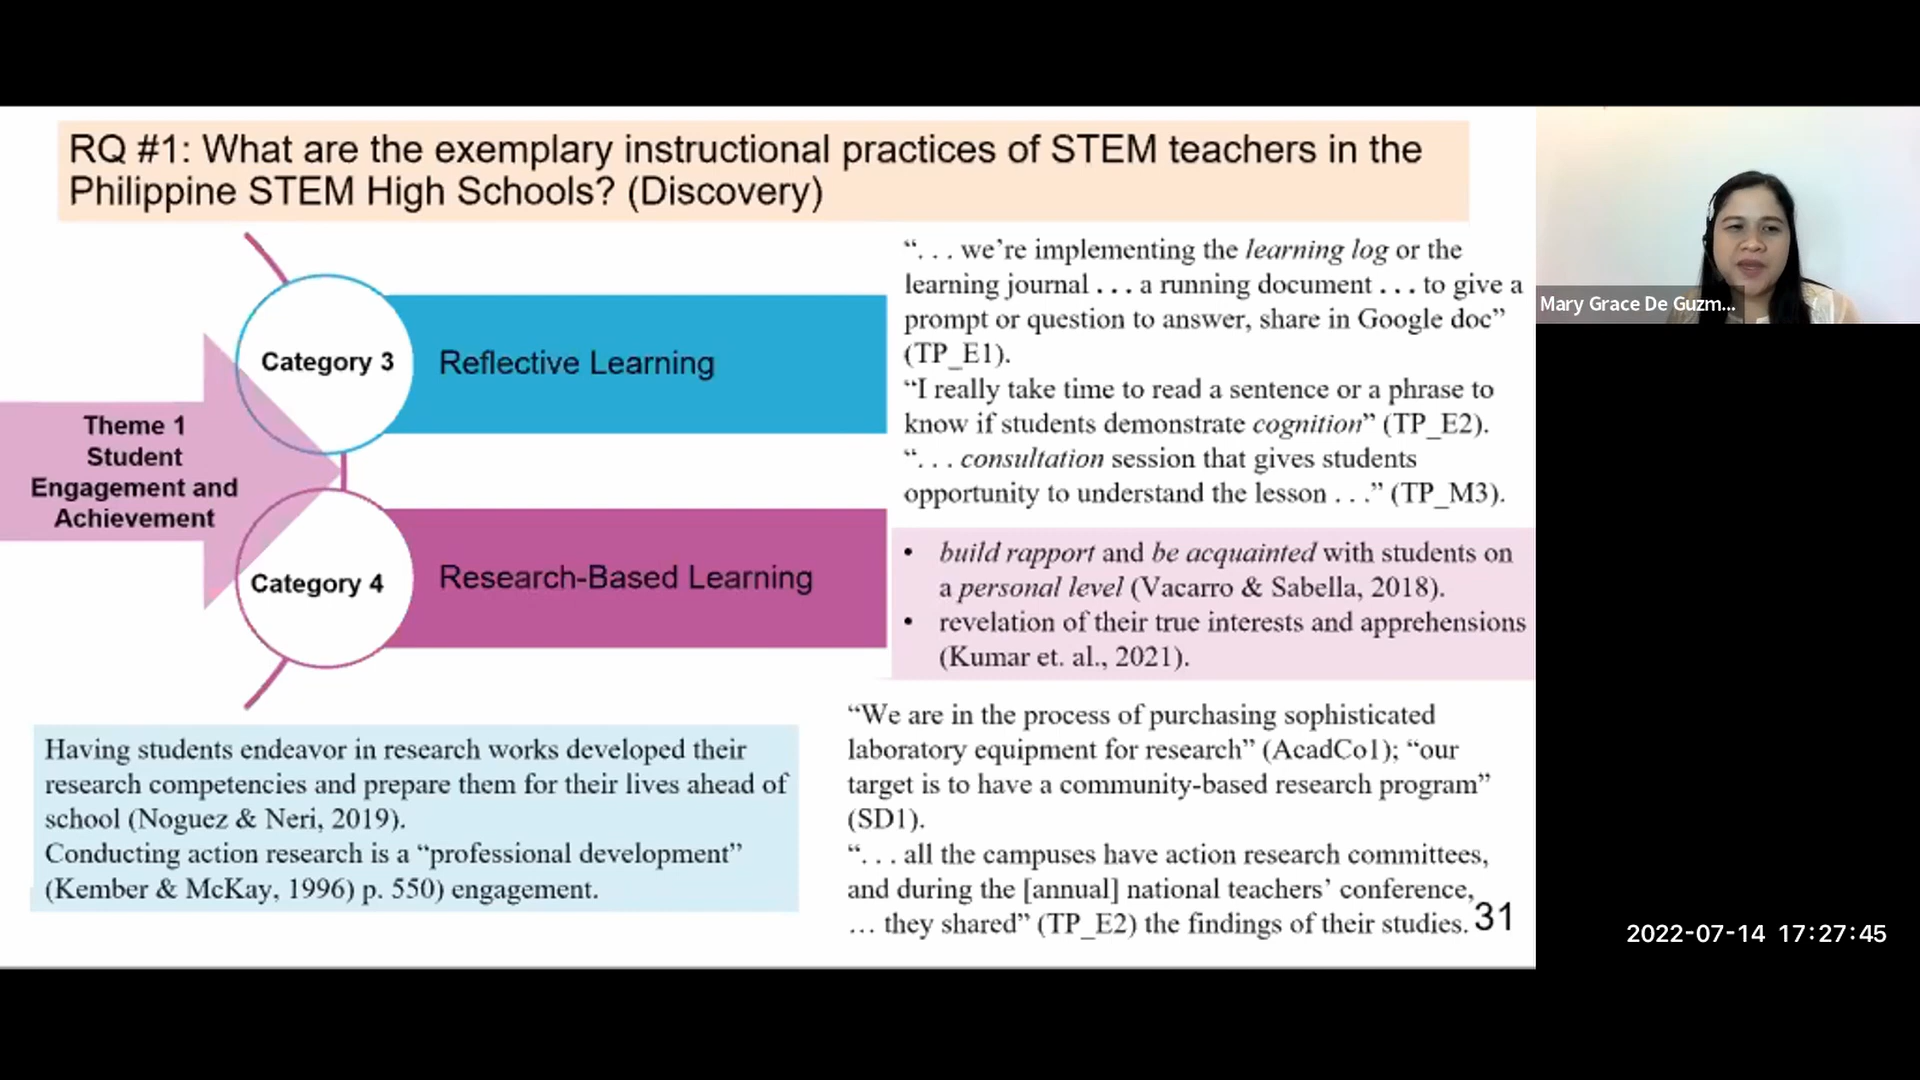 RQ #1: What are the exemplary instructional practices of STEM teachers in the
Philippine STEM High Schools? (Discovery)
Theme 1
Student
Engagement and
Achievement
Category 3
Reflective Learning
Category 4
Research-Based Learning
“. . . we’re implementing the learning log or the
learning journal . . . a running document . . . to give a
prompt or question to answer, share in Google doc”
(TP_E1).
“I really take time to read a sentence or a phrase to
know if students demonstrate cognition” (TP_E2).
“. . . consultation session that gives students
opportunity to understand the lesson . . .” (TP_M3).
• build rapport and be acquainted with students on
a personal level (Vacarro & Sabella, 2018).
• revelation of their true interests and apprehensions
(Kumar et. al., 2021).
Having students endeavor in research works developed their
research competencies and prepare them for their lives ahead of
school (Noguez & Neri, 2019).
Conducting action research is a “professional development”
(Kember & McKay, 1996) p. 550) engagement.
“We are in the process of purchasing sophisticated
laboratory equipment for research” (AcadCo1); “our
target is to have a community-based research program”
(SD1).
“. . . all the campuses have action research committees,
and during the [annual] national teachers’ conference,
… they shared” (TP_E2) the findings of their studies.
31
Mary Grace De Guzm...
2022-07-14 17:27:45